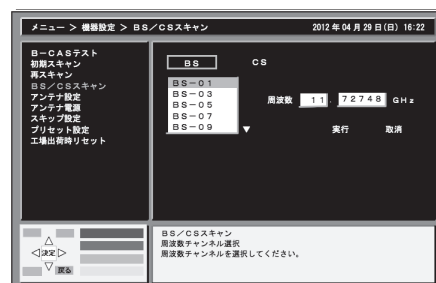 メニュー ＞ 機器設定 ＞ ＢＳ／ＣＳスキャン
2012年 04月 29日(日) 16:22
Ｂ－ＣＡＳテスト
初期スキャン
再スキャン
ＢＳ／ＣＳスキャン
アンテナ設定
アンテナ電源
スキップ設定
プリセット設定
工場出荷時リセット
ＢＳ ＣＳ
ＢＳ－０１
ＢＳ－０３
ＢＳ－０５
ＢＳ－０７
ＢＳ－０９
▼
周波数 １１．７２７４８ ＧＨｚ
実行 取消
決定
戻る
ＢＳ／ＣＳスキャン
周波数チャンネル選択
周波数チャンネルを選択してください。